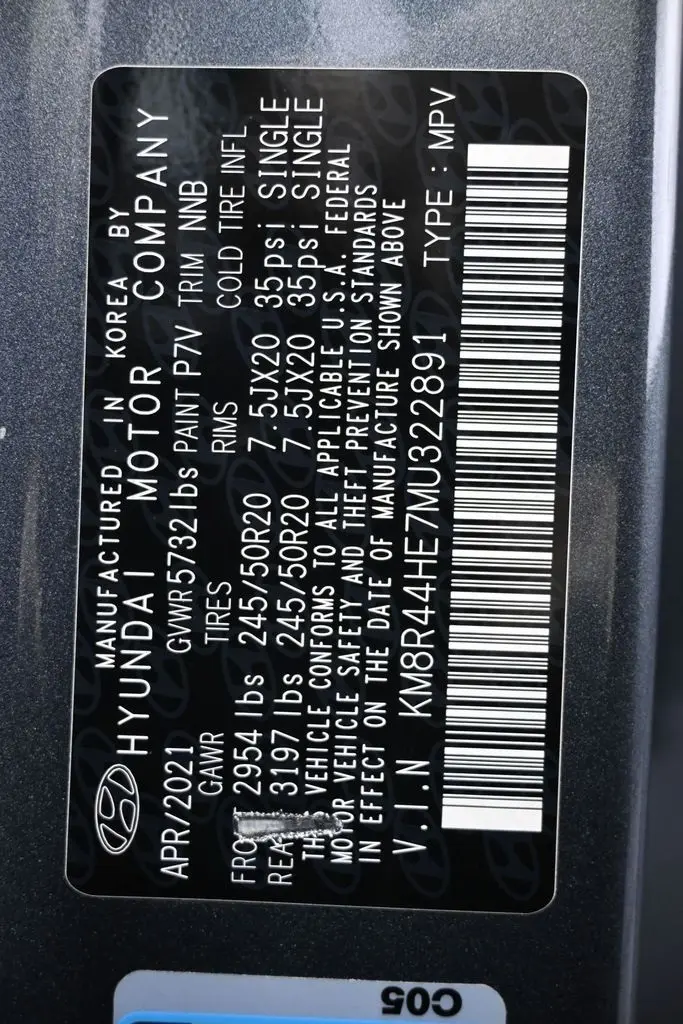 MANUFACTURED IN KOREA BY
HYUNDAI MOTOR COMPANY
APR/2021 GVWR5732lbs PAINT P7V TRIM NNB
GAWR TIRES RIMS COLD TIRE INFL
2954 lbs 245/50R20 7.5JX20 35psi SINGLE
3197 lbs 245/50R20 7.5JX20 35psi SINGLE
VEHICLE CONFORMS TO ALL APPLICABLE U.S.A. FEDERAL
MOTOR VEHICLE SAFETY AND THEFT PREVENTION STANDARDS
IN EFFECT ON THE DATE OF MANUFACTURE SHOWN ABOVE
V.I.N KM8R44HE7MU322891 TYPE : MPV
C05